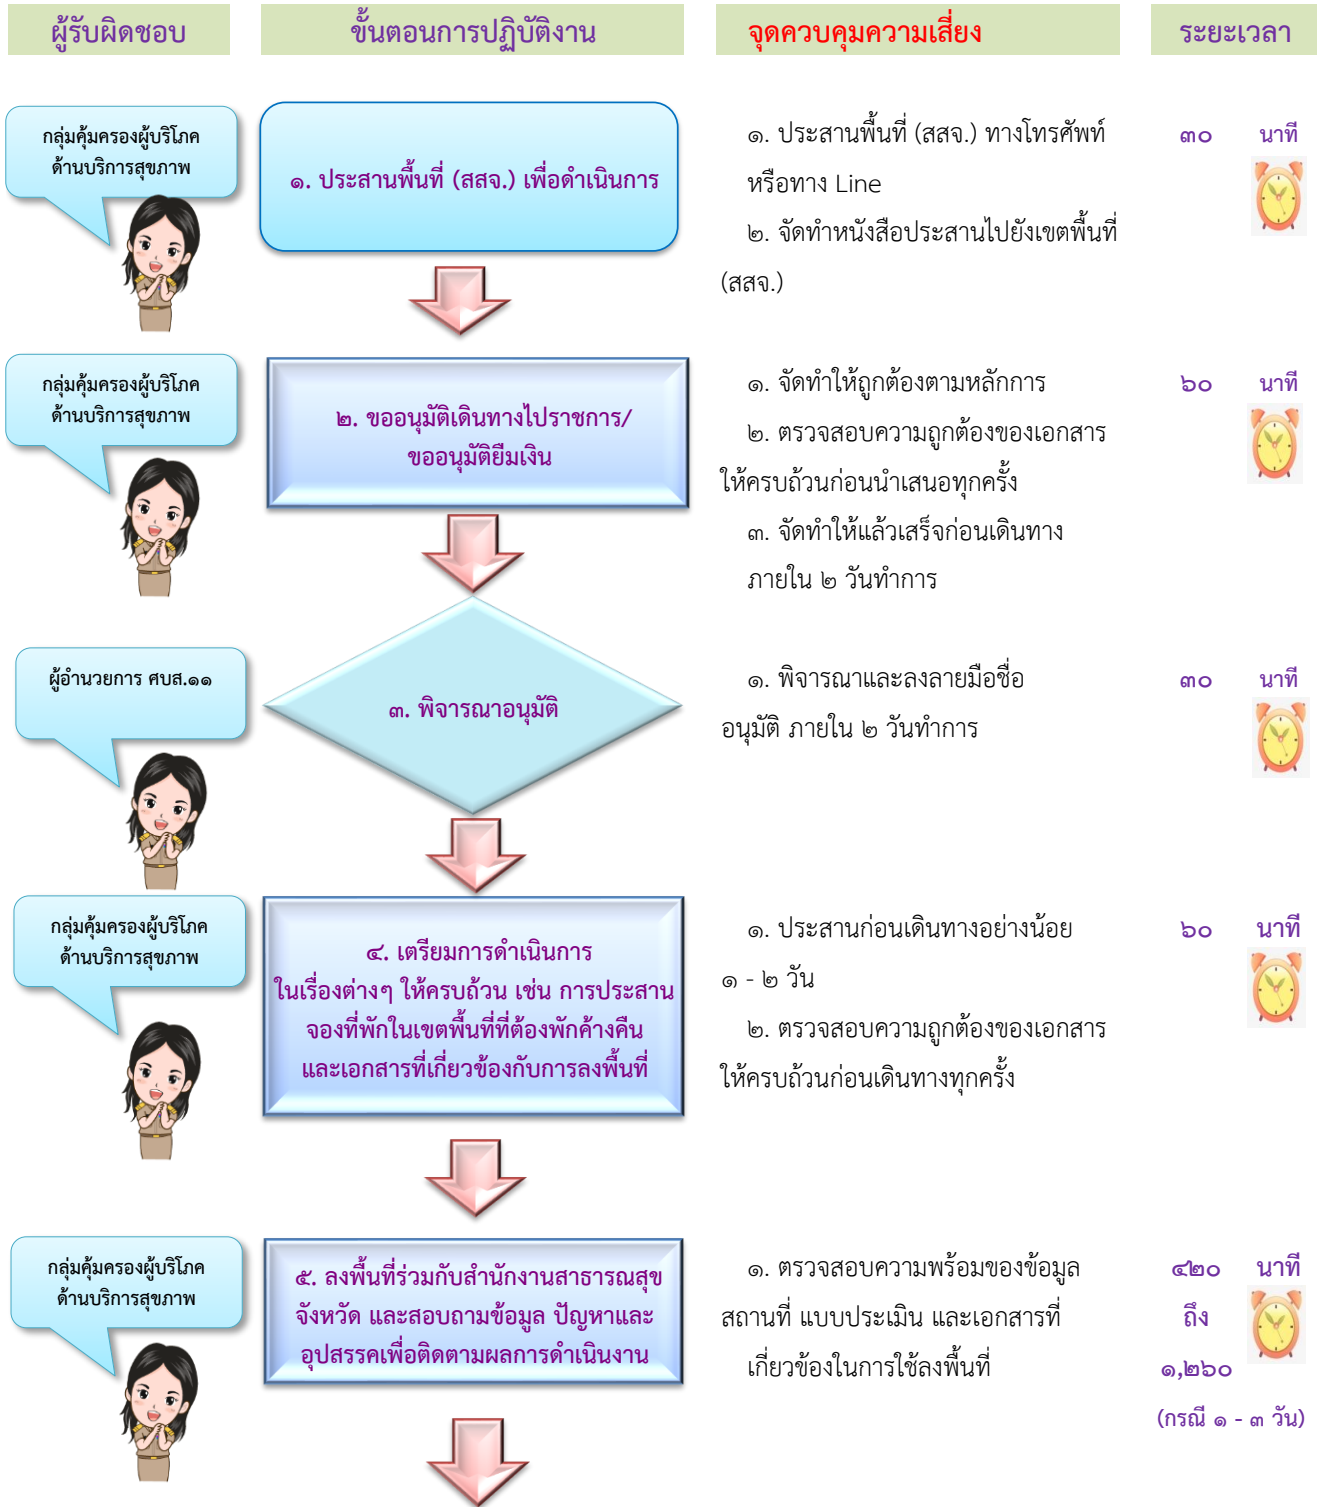 ผู้รับผิดชอบ
ขั้นตอนการปฏิบัติงาน
จุดควบคุมความเสี่ยง
ระยะเวลา
กลุ่มคุ้มครองผู้บริโภค
ด้านบริการสุขภาพ
๑. ประสานพื้นที่ (สสจ.) เพื่อดำเนินการ
๑. ประสานพื้นที่ (สสจ.) ทางโทรศัพท์
หรือทาง Line
๒. จัดทำหนังสือประสานไปยังเขตพื้นที่
(สสจ.)
๓๐ นาที
กลุ่มคุ้มครองผู้บริโภค
ด้านบริการสุขภาพ
๒. ขออนุมัติเดินทางไปราชการ/
ขออนุมัติยืมเงิน
๑. จัดทำให้ถูกต้องตามหลักการ
๒. ตรวจสอบความถูกต้องของเอกสาร
ให้ครบถ้วนก่อนนำเสนอทุกครั้ง
๓. จัดทำให้แล้วเสร็จก่อนเดินทาง
ภายใน ๒ วันทำการ
๖๐ นาที
ผู้อำนวยการ ศบส.๑๑
๓. พิจารณาอนุมัติ
๑. พิจารณาและลงลายมือชื่อ
อนุมัติ ภายใน ๒ วันทำการ
๓๐ นาที
กลุ่มคุ้มครองผู้บริโภค
ด้านบริการสุขภาพ
๔. เตรียมการดำเนินการ
ในเรื่องต่างๆ ให้ครบถ้วน เช่น การประสาน
จองที่พักในเขตพื้นที่ที่ต้องพักค้างคืน
และเอกสารที่เกี่ยวข้องกับการลงพื้นที่
๑. ประสานก่อนเดินทางอย่างน้อย
๑ - ๒ วัน
๒. ตรวจสอบความถูกต้องของเอกสาร
ให้ครบถ้วนก่อนเดินทางทุกครั้ง
๖๐ นาที
กลุ่มคุ้มครองผู้บริโภค
ด้านบริการสุขภาพ
๕. ลงพื้นที่ร่วมกับสำนักงานสาธารณสุข
จังหวัด และสอบถามข้อมูล ปัญหาและ
อุปสรรคเพื่อติดตามผลการดำเนินงาน
๑. ตรวจสอบความพร้อมของข้อมูล
สถานที่ แบบประเมิน และเอกสารที่
เกี่ยวข้องในการใช้ลงพื้นที่
๔๒๐ นาที
ถึง
๑,๒๖๐
(กรณี ๑ - ๓ วัน)